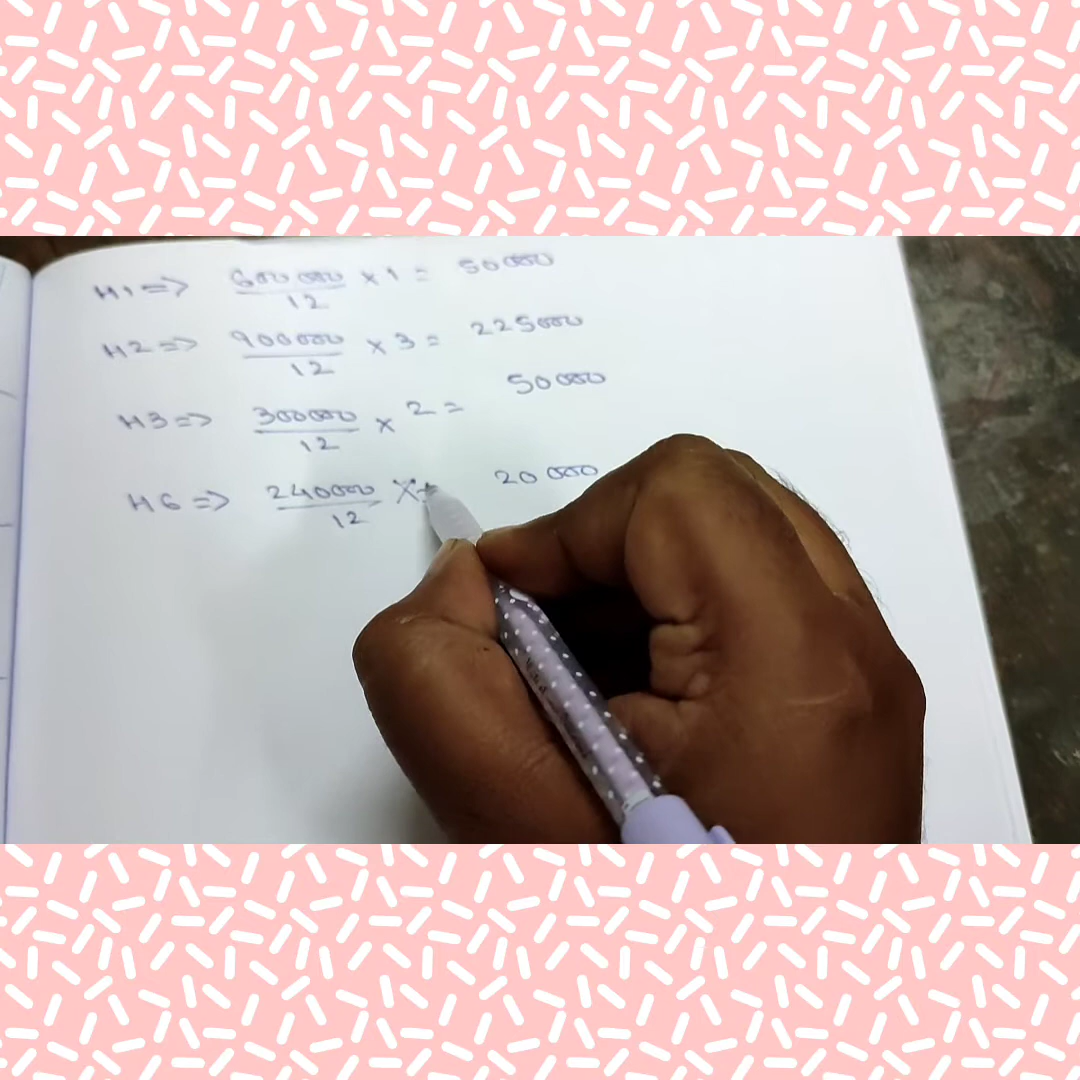 H1 => 600000/12 × 1 = 50000
H2 => 900000/12 × 3 = 225000
H3 => 300000/12 × 2 = 50000
H6 => 240000/12 × 20000